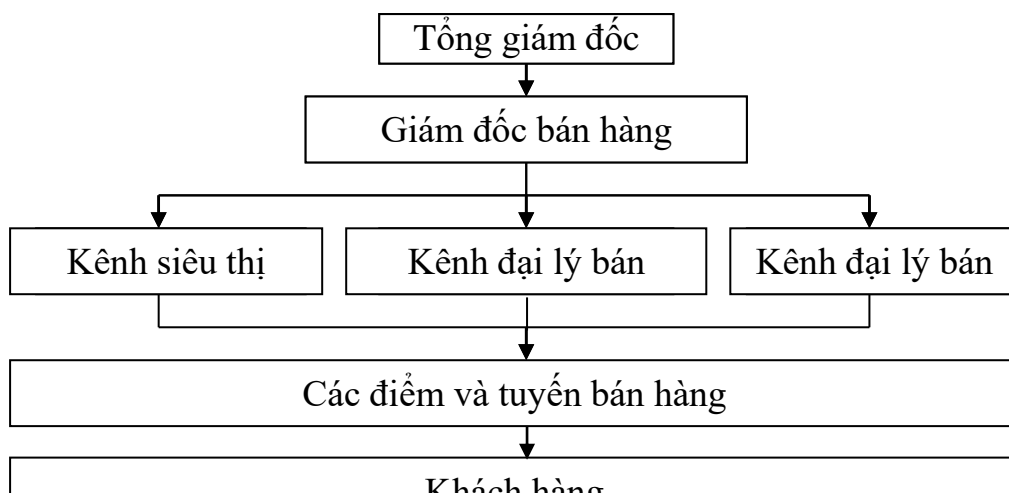 Tổng giám đốc
Giám đốc bán hàng
Kênh siêu thị
Kênh đại lý bán
Kênh đại lý bán
Các điểm và tuyến bán hàng
Khách hàng